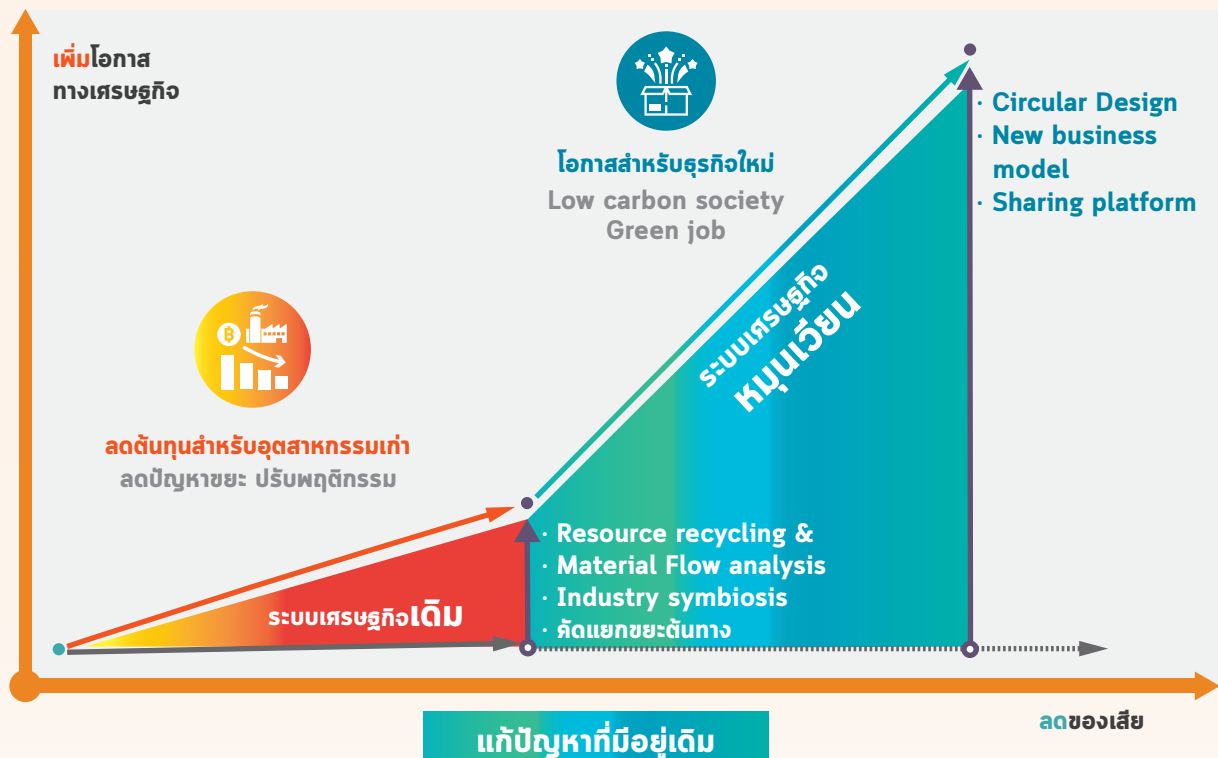 เพิ่มโอกาส
ทางเศรษฐกิจ
โอกาสสำหรับธุรกิจใหม่
Low carbon society
Green job
· Circular Design
· New business
model
· Sharing platform
ระบบเศรษฐกิจ
หมุนเวียน
฿
ลดต้นทุนสำหรับอุตสาหกรรมเก่า
ลดปัญหาขยะ ปรับพฤติกรรม
· Resource recycling &
· Material Flow analysis
· Industry symbiosis
· คัดแยกขยะต้นทาง
ระบบเศรษฐกิจเดิม
ลดของเสีย
แก้ปัญหาที่มีอยู่เดิม